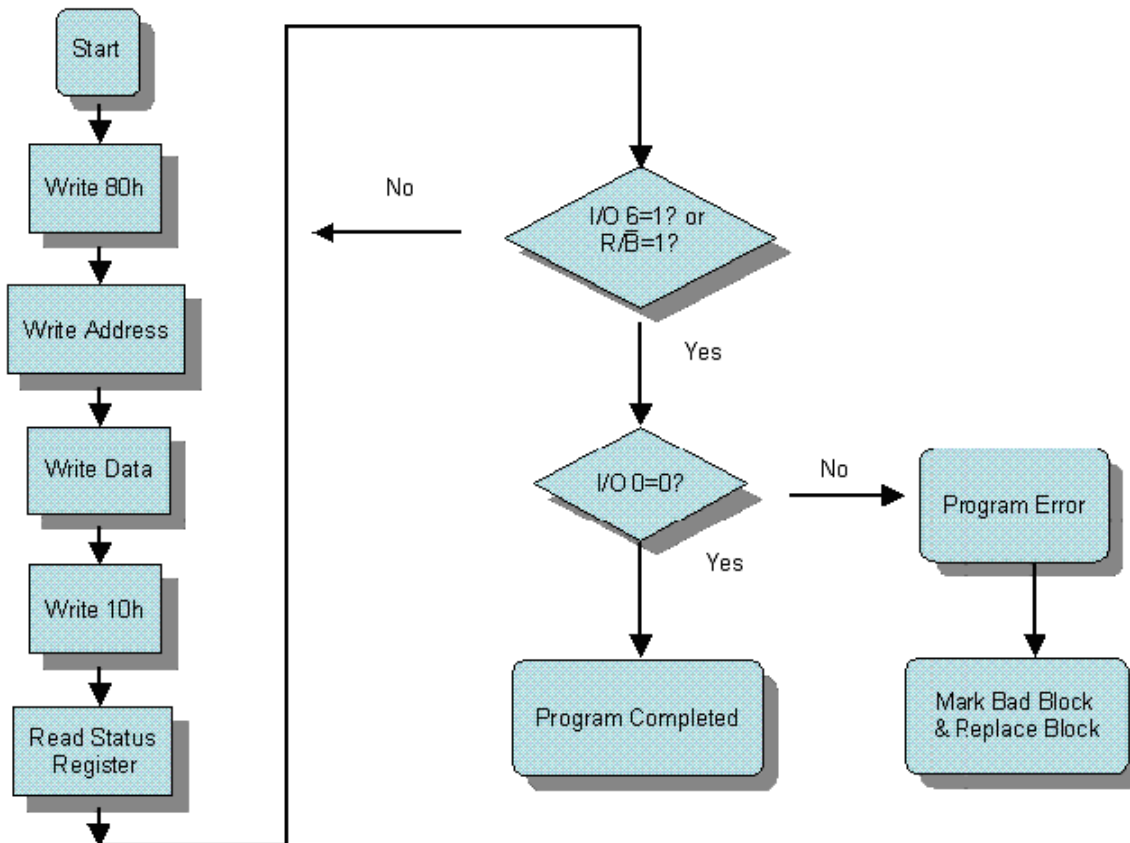 Start
Write 80h
Write Address
Write Data
Write 10h
Read Status
Register
No
I/O 6=1? or
R/B̅=1?
Yes
I/O 0=0?
No
Yes
Program Error
Program Completed
Mark Bad Block
& Replace Block